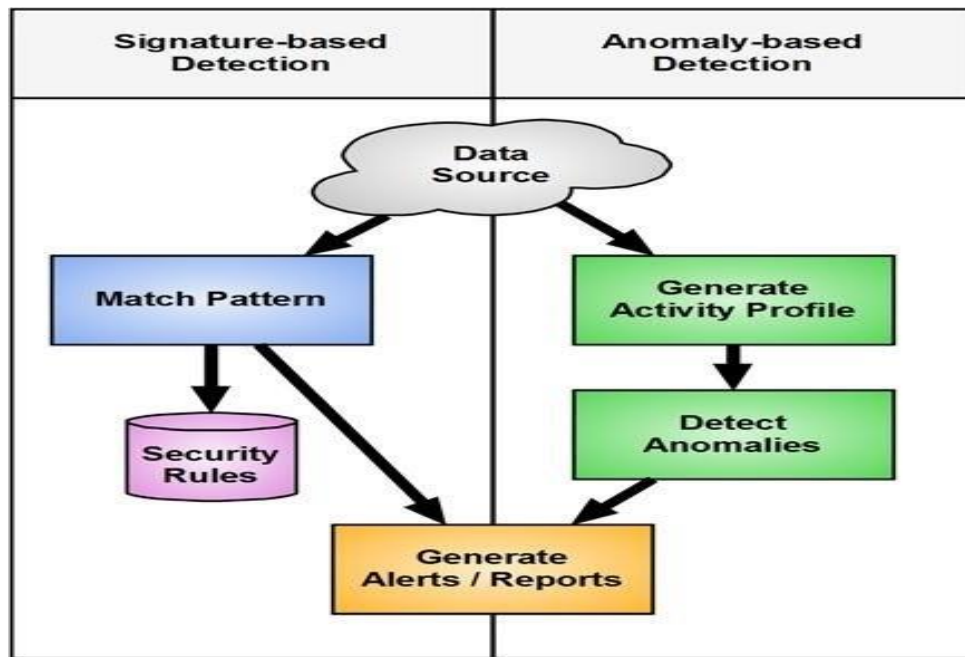 Signature-based
Detection
Anomaly-based
Detection
Data
Source
Match Pattern
Generate
Activity Profile
Security
Rules
Detect
Anomalies
Generate
Alerts / Reports